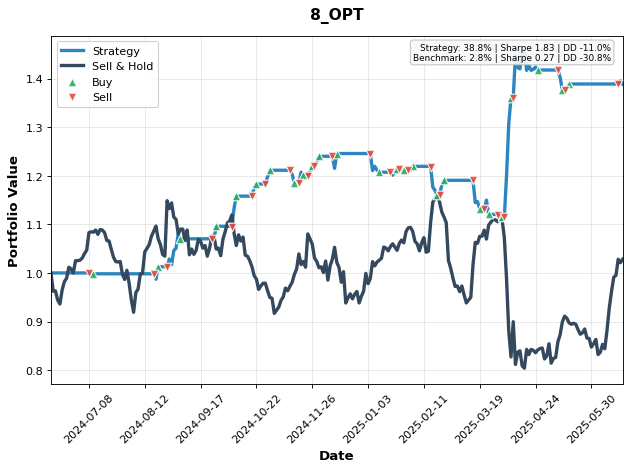 8_OPT
Strategy
Sell & Hold
Buy
Sell
Strategy: 38.8% | Sharpe 1.83 | DD -11.0%
Benchmark: 2.8% | Sharpe 0.27 | DD -30.8%
Portfolio Value
1.4
1.3
1.2
1.1
1.0
0.9
0.8
2024-07-08
2024-08-12
2024-09-17
2024-10-22
2024-11-26
2025-01-03
2025-02-11
2025-03-19
2025-04-24
2025-05-30
Date